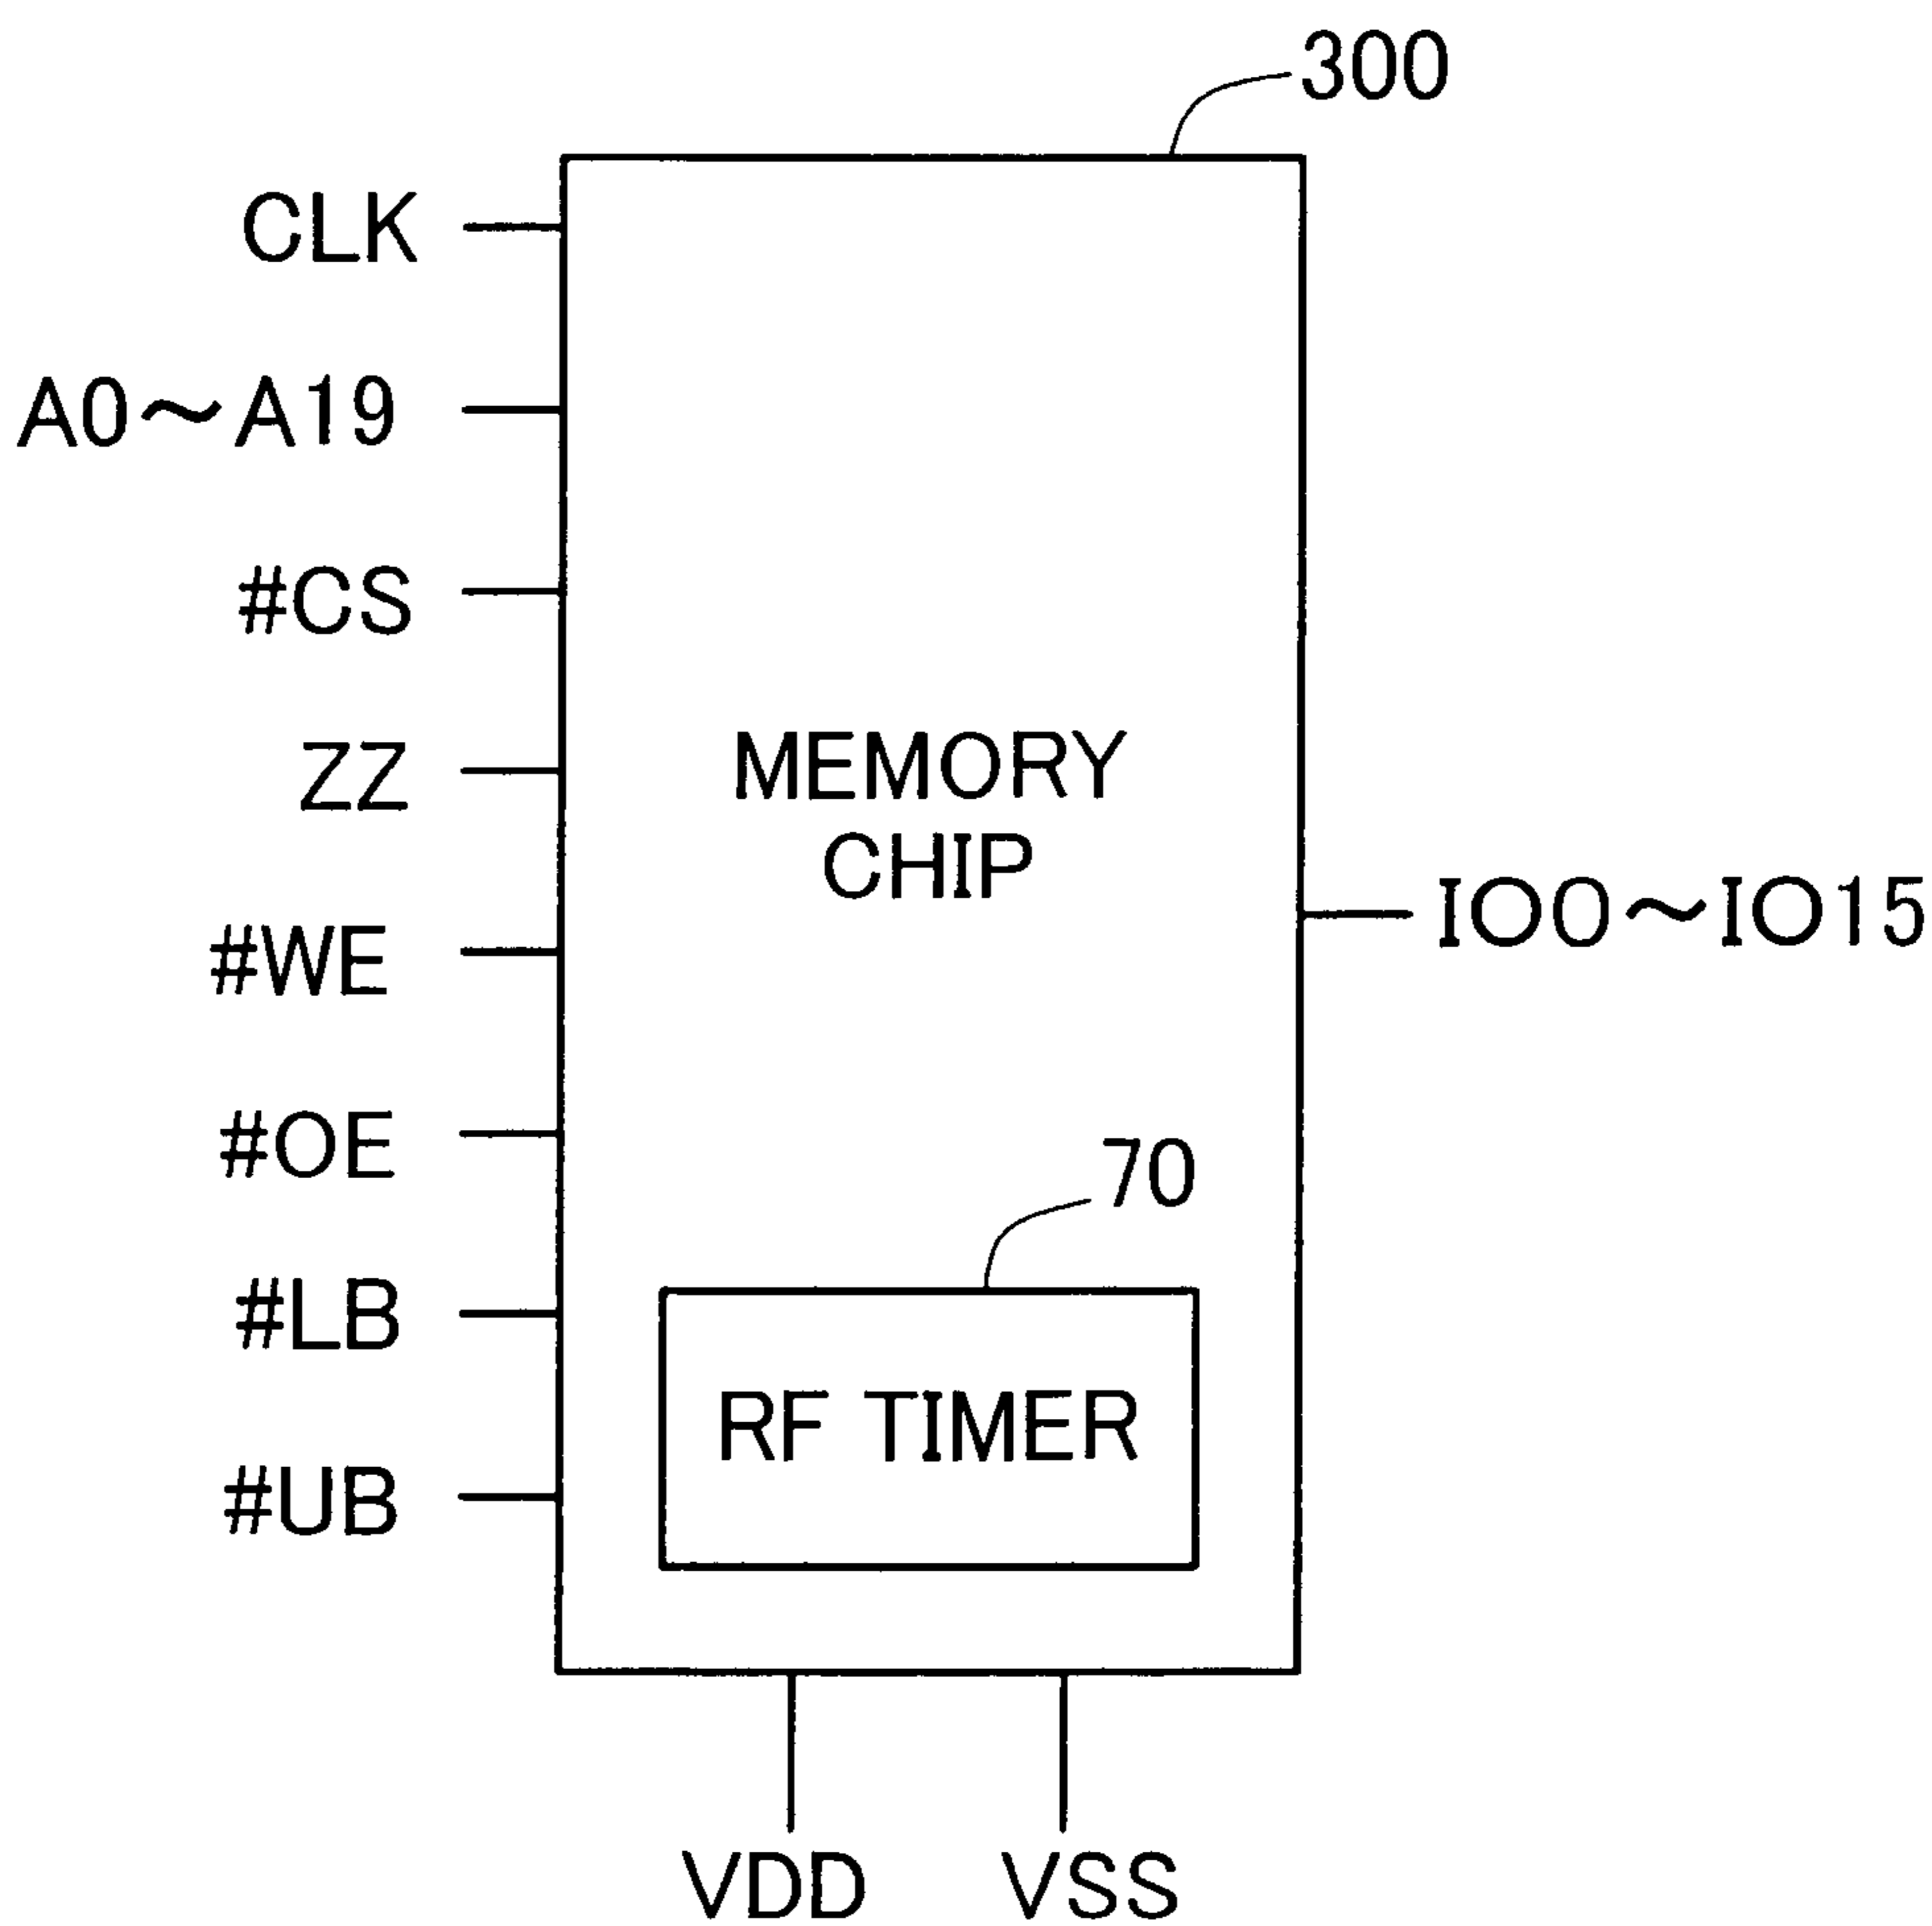 300
CLK
A0～A19
#CS
ZZ
MEMORY
CHIP
IO0～IO15
#WE
#OE
70
#LB
RF TIMER
#UB
VDD
VSS